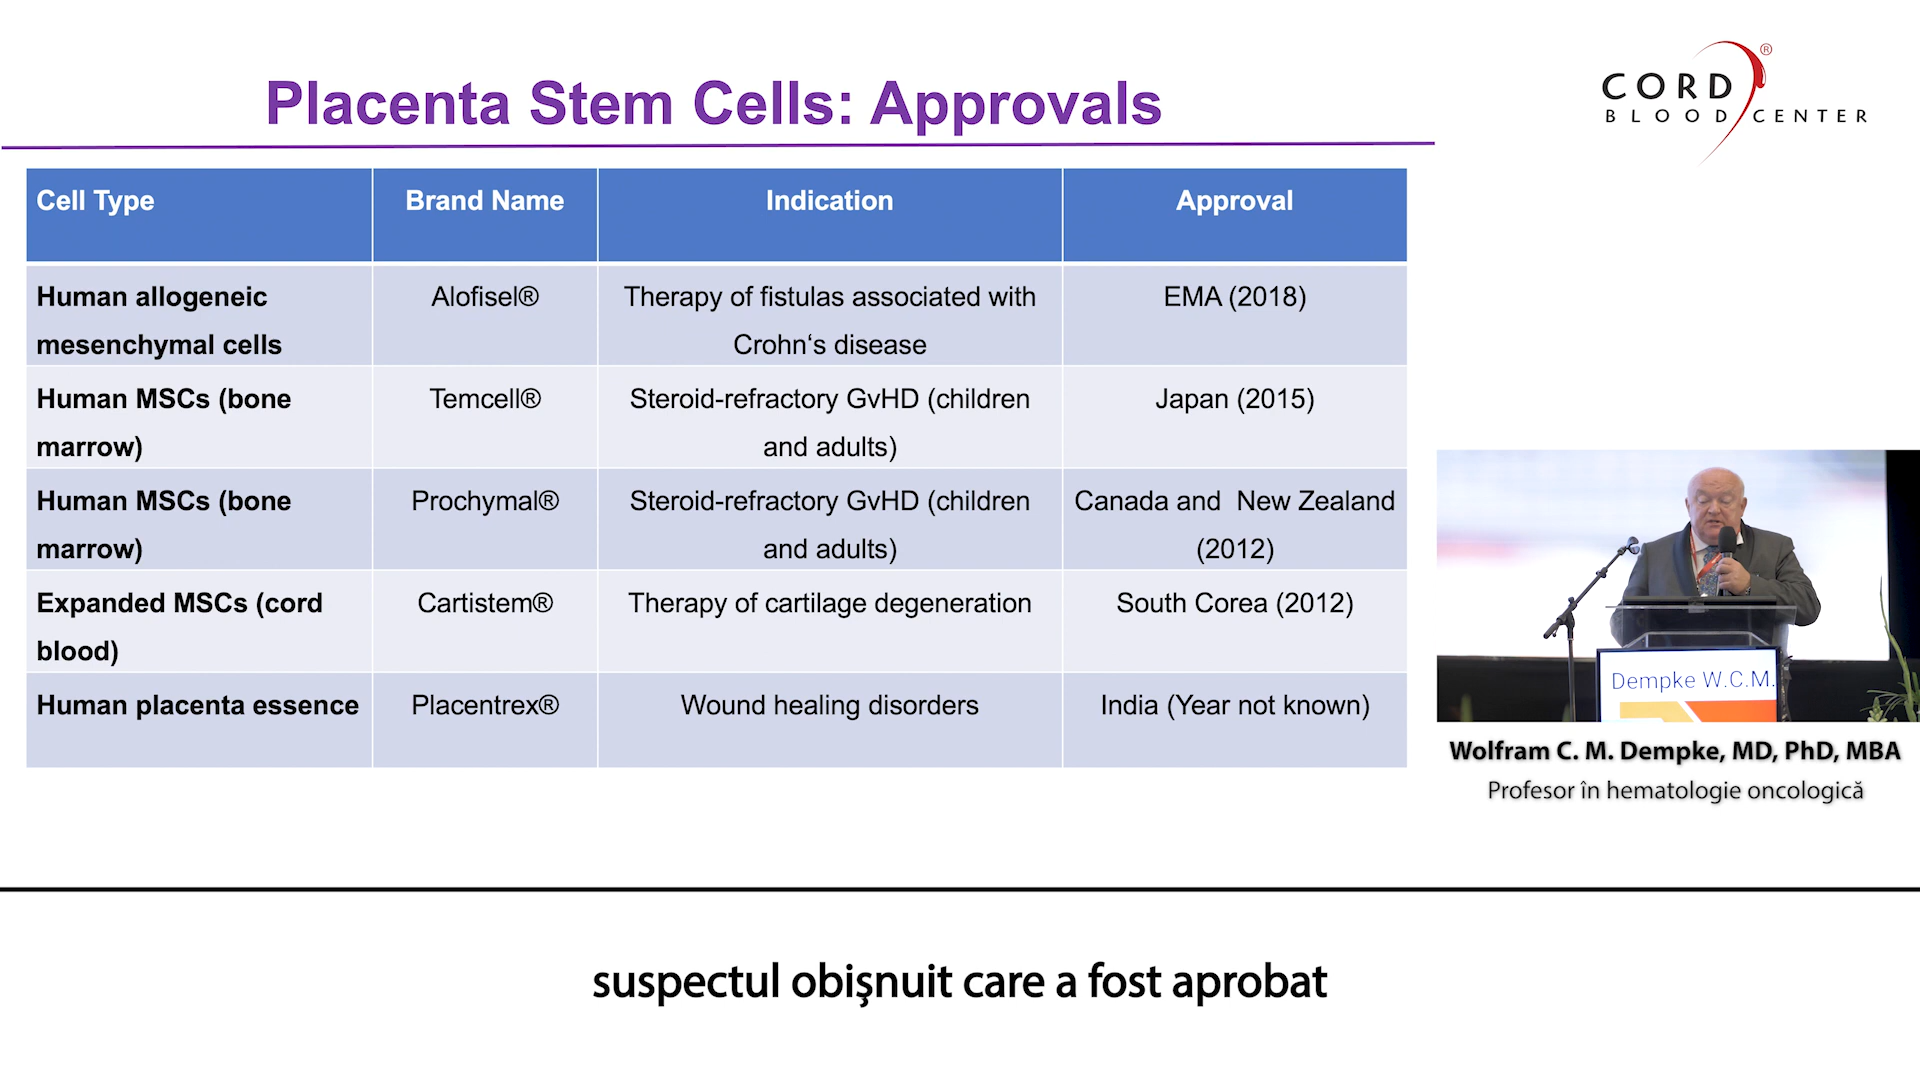 Placenta Stem Cells: Approvals
CORD
BLOOD CENTER
®
Cell Type Brand Name Indication Approval
Human allogeneic mesenchymal cells Alofisel® Therapy of fistulas associated with Crohn‘s disease EMA (2018)
Human MSCs (bone marrow) Temcell® Steroid-refractory GvHD (children and adults) Japan (2015)
Human MSCs (bone marrow) Prochymal® Steroid-refractory GvHD (children and adults) Canada and New Zealand (2012)
Expanded MSCs (cord blood) Cartistem® Therapy of cartilage degeneration South Corea (2012)
Human placenta essence Placentrex® Wound healing disorders India (Year not known)
Dempke W.C.M.
Wolfram C. M. Dempke, MD, PhD, MBA
Profesor în hematologie oncologică
suspectul obişnuit care a fost aprobat